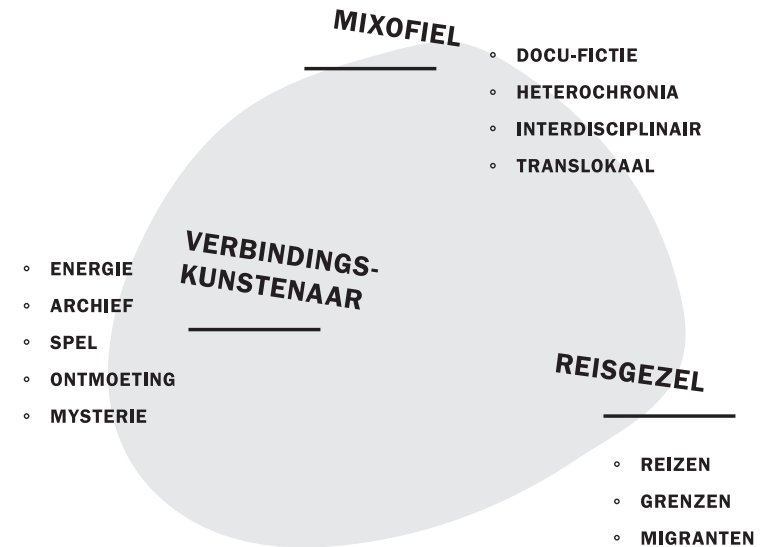 MIXOFIEL
° DOCU-FICTIE
° HETEROCHRONIA
° INTERDISCIPLINAIR
° TRANSLOKAAL
VERBINDINGS-
KUNSTENAAR
° ENERGIE
° ARCHIEF
° SPEL
° ONTMOETING
° MYSTERIE
REISGEZEL
° REIZEN
° GRENZEN
° MIGRANTEN